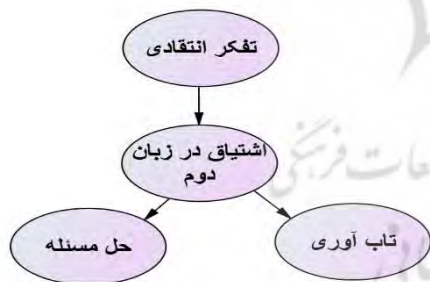 تفکر انتقادی
اشتیاق در زبان
دوم
حل مسئله
تاب آوری